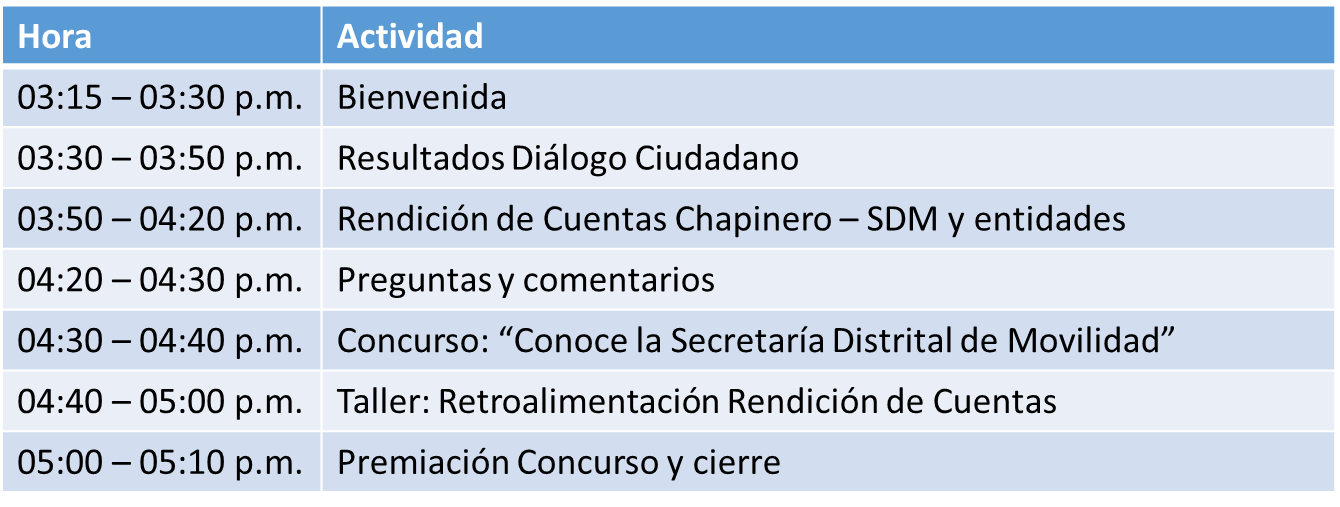 Hora Actividad
03:15 – 03:30 p.m. Bienvenida
03:30 – 03:50 p.m. Resultados Diálogo Ciudadano
03:50 – 04:20 p.m. Rendición de Cuentas Chapinero – SDM y entidades
04:20 – 04:30 p.m. Preguntas y comentarios
04:30 – 04:40 p.m. Concurso: “Conoce la Secretaría Distrital de Movilidad”
04:40 – 05:00 p.m. Taller: Retroalimentación Rendición de Cuentas
05:00 – 05:10 p.m. Premiación Concurso y cierre